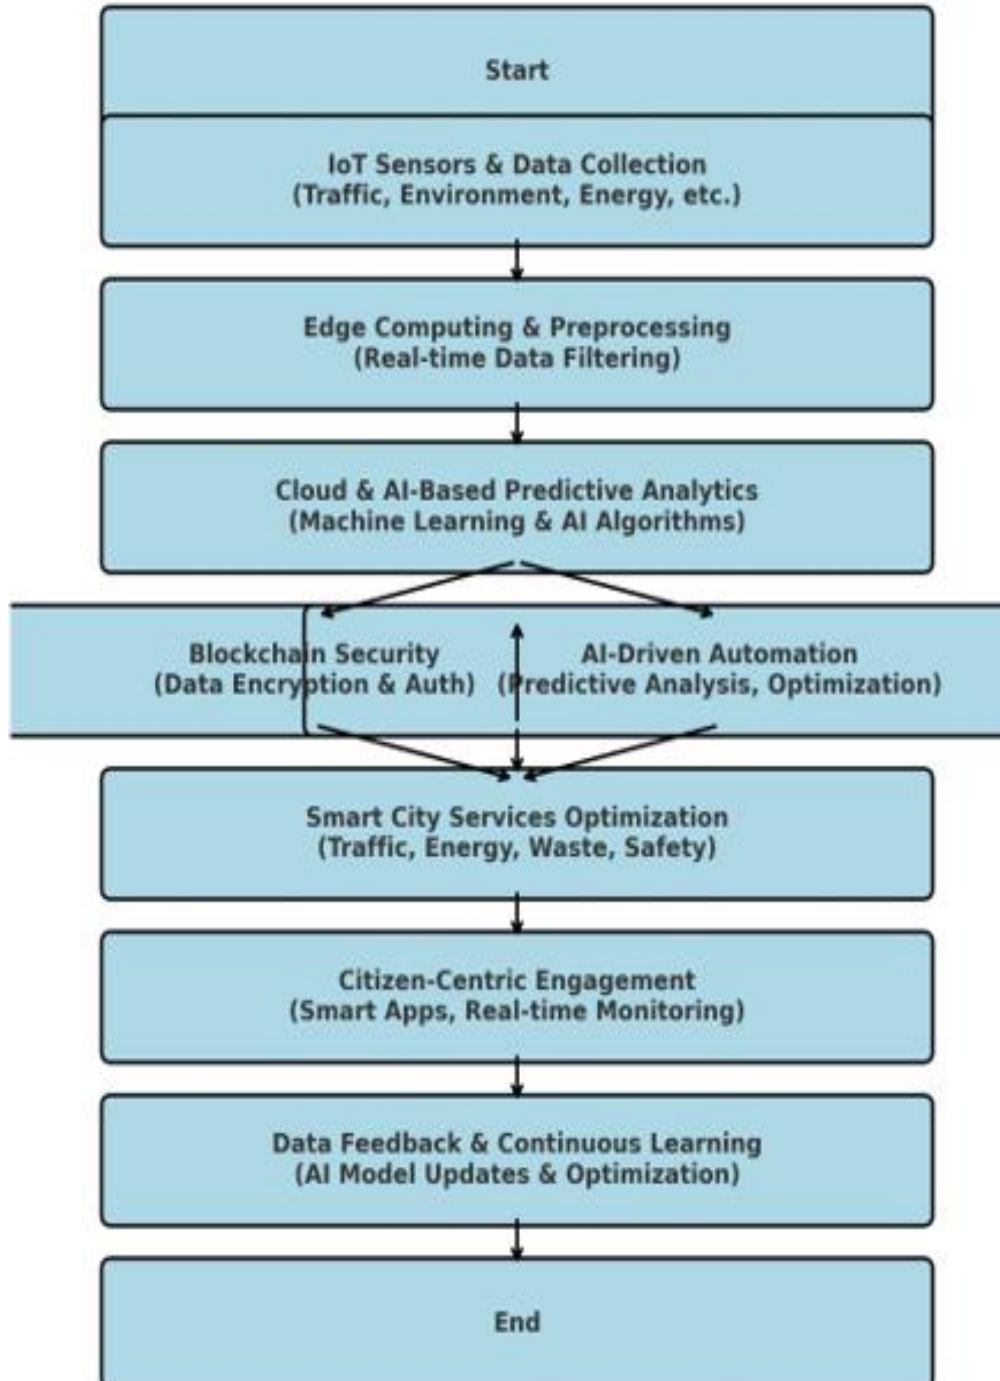 Start
IoT Sensors & Data Collection
(Traffic, Environment, Energy, etc.)
Edge Computing & Preprocessing
(Real-time Data Filtering)
Cloud & AI-Based Predictive Analytics
(Machine Learning & AI Algorithms)
Blockchain Security
(Data Encryption & Auth)
AI-Driven Automation
(Predictive Analysis, Optimization)
Smart City Services Optimization
(Traffic, Energy, Waste, Safety)
Citizen-Centric Engagement
(Smart Apps, Real-time Monitoring)
Data Feedback & Continuous Learning
(AI Model Updates & Optimization)
End